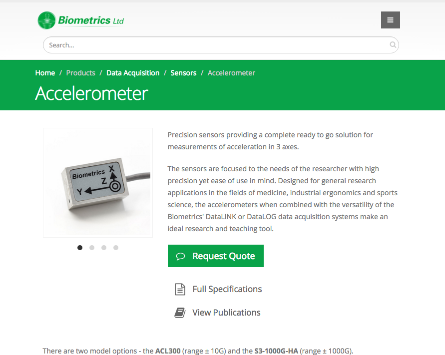 Biometrics Ltd
Search...
Home / Products / Data Acquisition / Sensors / Accelerometer
Accelerometer
Biometrics X
Y Z
Precision sensors providing a complete ready to go solution for
measurements of acceleration in 3 axes.
The sensors are focused to the needs of the researcher with high
precision yet ease of use in mind. Designed for general research
applications in the fields of medicine, industrial ergonomics and sports
science, the accelerometers when combined with the versatility of the
Biometrics' DataLINK or DataLOG data acquisition systems make an
ideal research and teaching tool.
Request Quote
Full Specifications
View Publications
There are two model options - the ACL300 (range ± 10G) and the S3-1000G-HA (range ± 1000G).